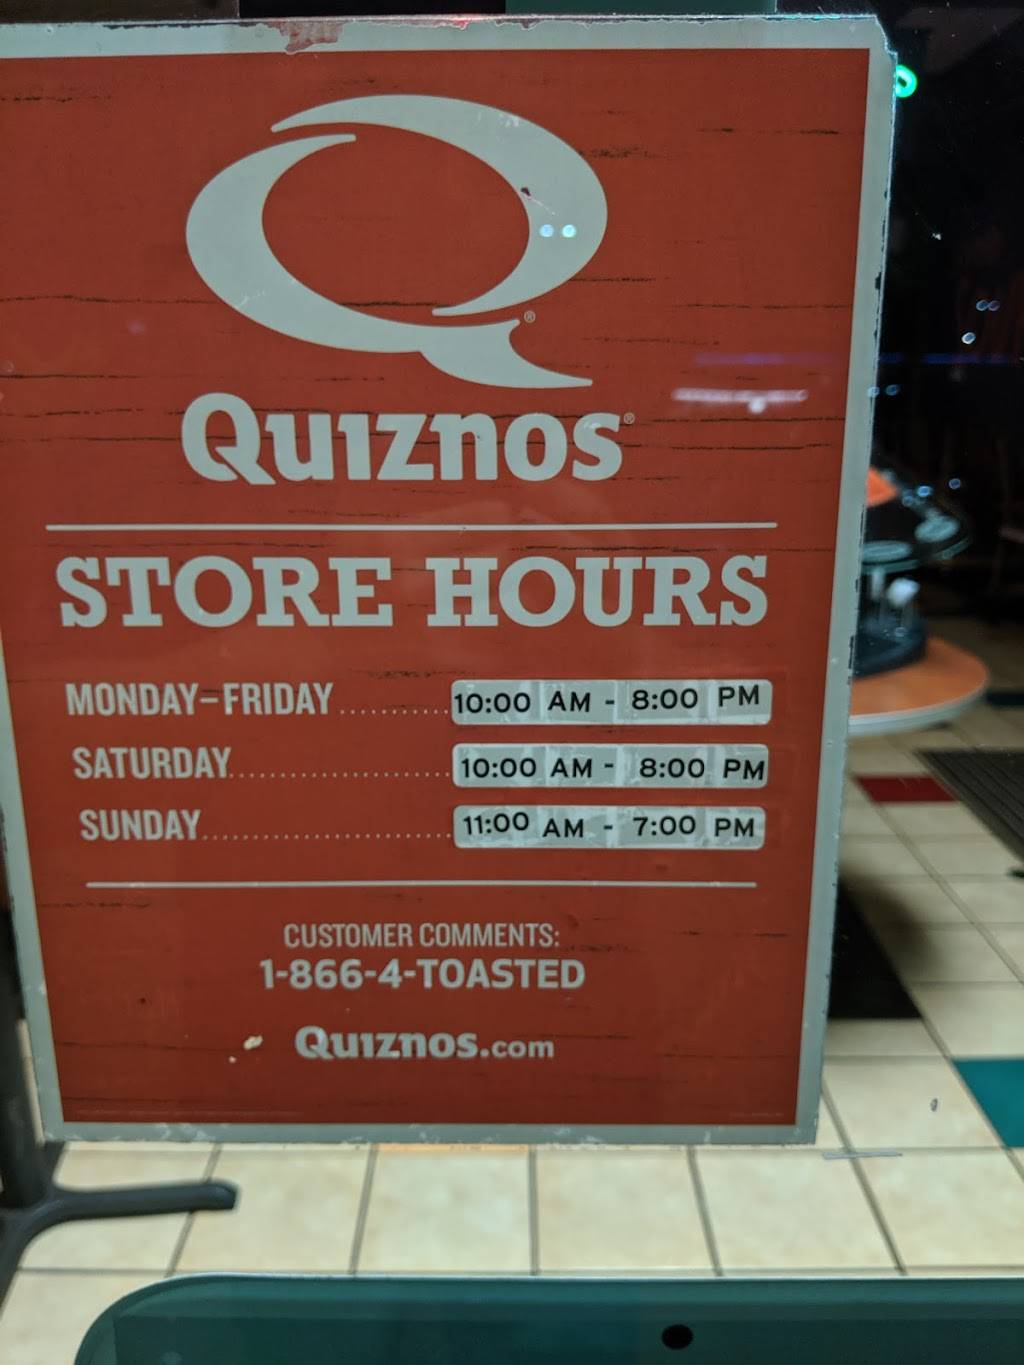 Quiznos®
STORE HOURS
MONDAY–FRIDAY .......... 10:00 AM - 8:00 PM
SATURDAY...................... 10:00 AM - 8:00 PM
SUNDAY......................... 11:00 AM - 7:00 PM
CUSTOMER COMMENTS:
1-866-4-TOASTED
Quiznos.com